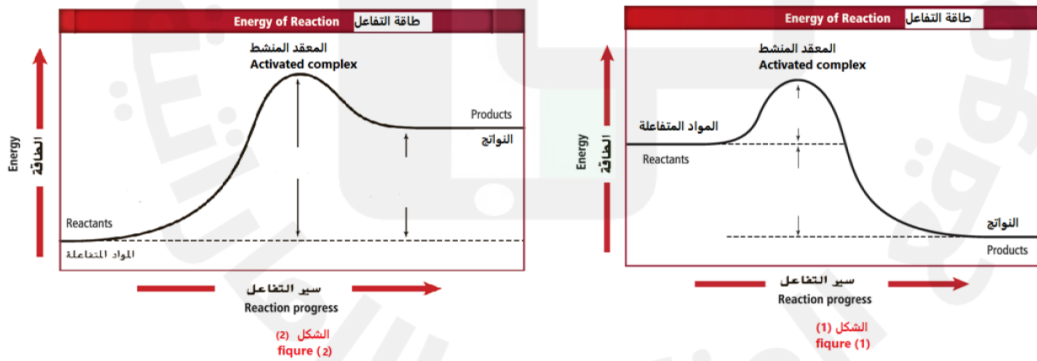 Energy of Reaction طاقة التفاعل
المعقد المنشط
Activated complex
Products
النواتج
Energy
الطاقة
Reactants
المواد المتفاعلة
سير التفاعل
Reaction progress
الشكل (2)
fiqure (2)
Energy of Reaction طاقة التفاعل
المعقد المنشط
Activated complex
المواد المتفاعلة
Reactants
Energy
الطاقة
النواتج
Products
سير التفاعل
Reaction progress
الشكل (1)
fiqure (1)